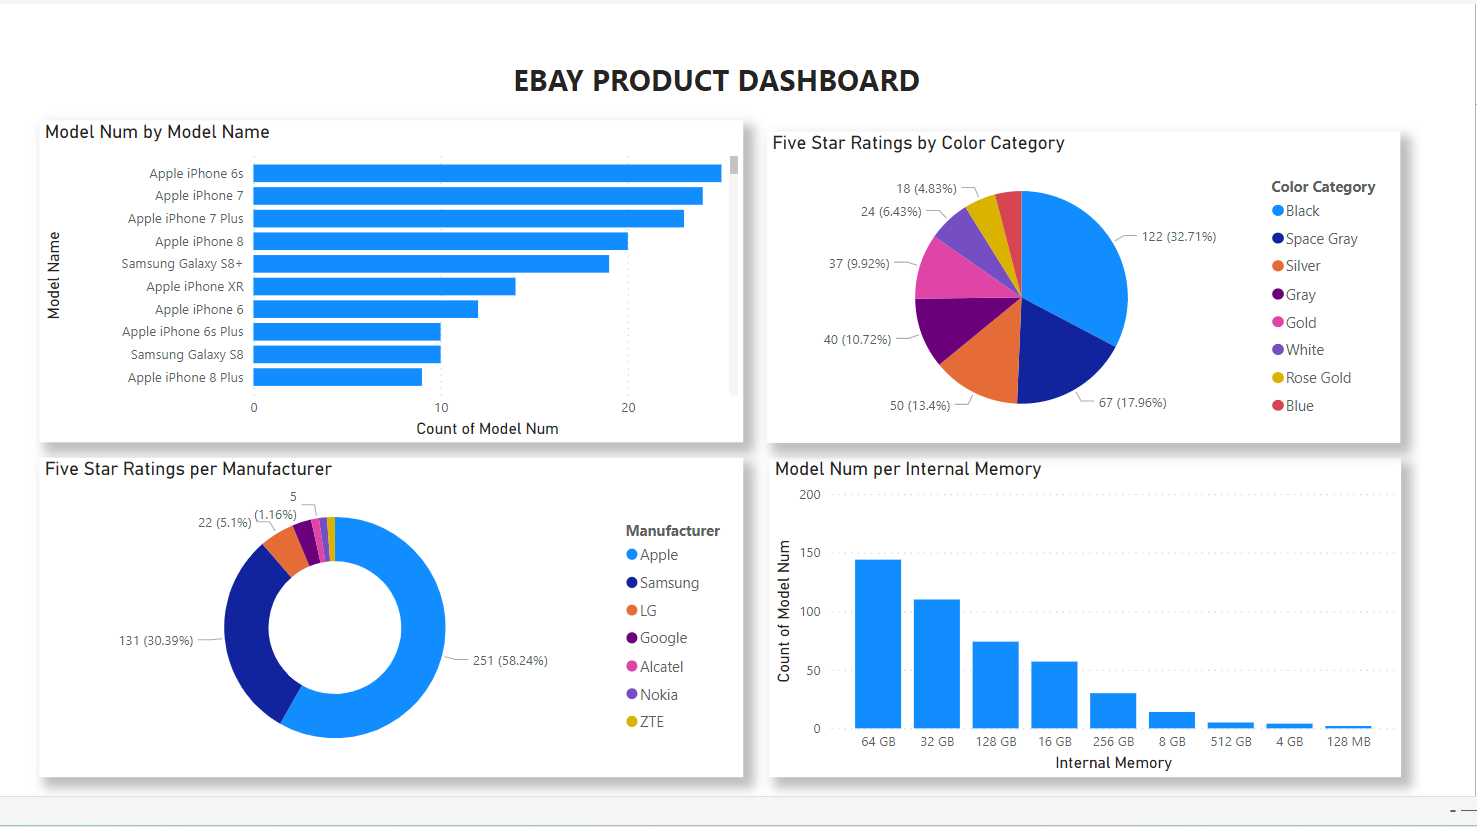 EBAY PRODUCT DASHBOARD
Model Num by Model Name
Model Name
Apple iPhone 6s
Apple iPhone 7
Apple iPhone 7 Plus
Apple iPhone 8
Samsung Galaxy S8+
Apple iPhone XR
Apple iPhone 6
Apple iPhone 6s Plus
Samsung Galaxy S8
Apple iPhone 8 Plus
0 10 20
Count of Model Num
Five Star Ratings by Color Category
18 (4.83%)
24 (6.43%)
37 (9.92%)
40 (10.72%)
50 (13.4%)
67 (17.96%)
122 (32.71%)
Color Category
Black
Space Gray
Silver
Gray
Gold
White
Rose Gold
Blue
Five Star Ratings per Manufacturer
5
(1.16%)
22 (5.1%)
131 (30.39%)
251 (58.24%)
Manufacturer
Apple
Samsung
LG
Google
Alcatel
Nokia
ZTE
Model Num per Internal Memory
Count of Model Num
200
150
100
50
0
64 GB 32 GB 128 GB 16 GB 256 GB 8 GB 512 GB 4 GB 128 MB
Internal Memory